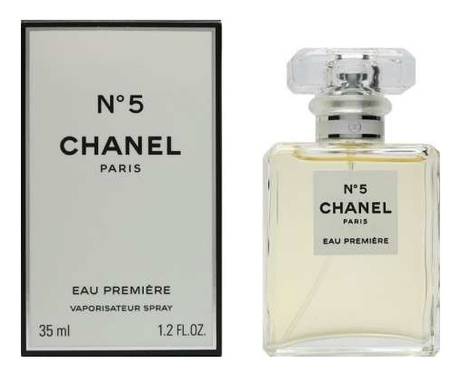 N°5
CHANEL
PARIS
EAU PREMIÈRE
VAPORISATEUR SPRAY
35 ml 1.2 FL.OZ.
N°5
CHANEL
PARIS
EAU PREMIÈRE